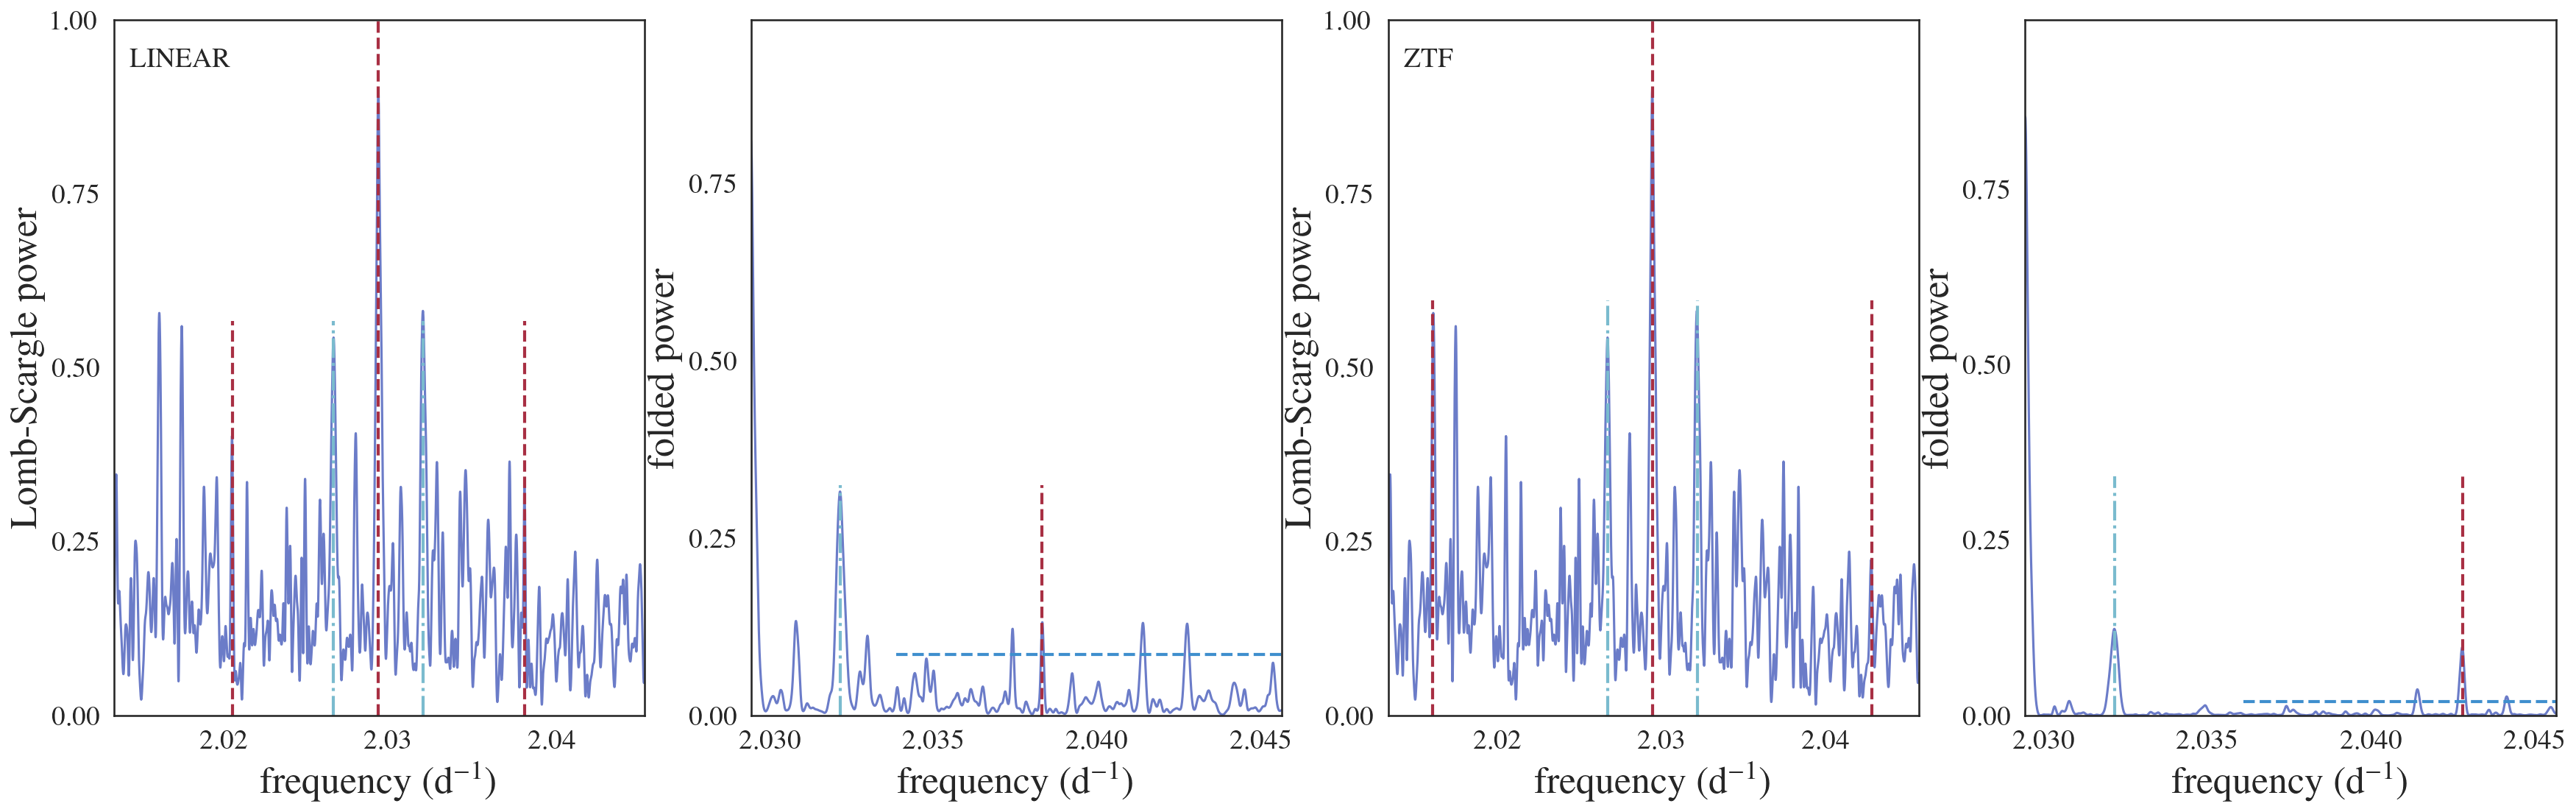 LINEAR
Lomb-Scargle power
1.00
0.75
0.50
0.25
0.00
2.02 2.03 2.04
frequency (d⁻¹)
folded power
0.75
0.50
0.25
0.00
2.030 2.035 2.040 2.045
frequency (d⁻¹)
ZTF
Lomb-Scargle power
1.00
0.75
0.50
0.25
0.00
2.02 2.03 2.04
frequency (d⁻¹)
folded power
0.75
0.50
0.25
0.00
2.030 2.035 2.040 2.045
frequency (d⁻¹)